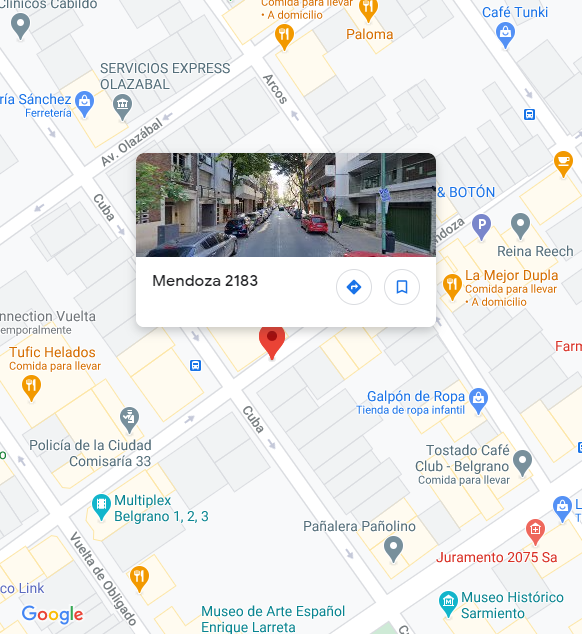 Clínicos Cabildo
Comida para llevar
• A domicilio
Paloma
Café Tunki
SERVICIOS EXPRESS
OLAZABAL
Arcos
ría Sánchez
Ferretería
Av. Olazábal
Cuba
& BOTÓN
ndoza
P
Reina Reech
Mendoza 2183
La Mejor Dupla
Comida para llevar
• A domicilio
nnection Vuelta
emporalmente
Tufic Helados
Comida para llevar
Farm
Galpón de Ropa
Tienda de ropa infantil
Cuba
Policía de la Ciudad
Comisaría 33
o
Tostado Café
Club - Belgrano
Comida para llevar
Multiplex
Belgrano 1, 2, 3
L
T
Pañalera Pañolino
Vuelta de Obligado
Juramento 2075 Sa
co Link
Museo Histórico
Sarmiento
Google
Museo de Arte Español
Enrique Larreta
C